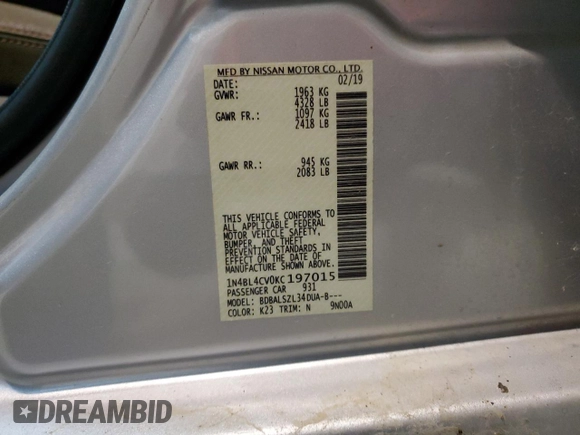 MFD BY NISSAN MOTOR CO., LTD.
DATE: 02/19
GVWR: 1963 KG
4328 LB
GAWR FR.: 1097 KG
2418 LB
GAWR RR.: 945 KG
2083 LB
THIS VEHICLE CONFORMS TO
ALL APPLICABLE FEDERAL
MOTOR VEHICLE SAFETY,
BUMPER, AND THEFT
PREVENTION STANDARDS IN
EFFECT ON THE DATE OF
MANUFACTURE SHOWN ABOVE.
1N4BL4CV0KC197015
PASSENGER CAR 931
MODEL: BDBALSZL34DUA-B---
COLOR: K23 TRIM: N 9N00A
DREAMBID